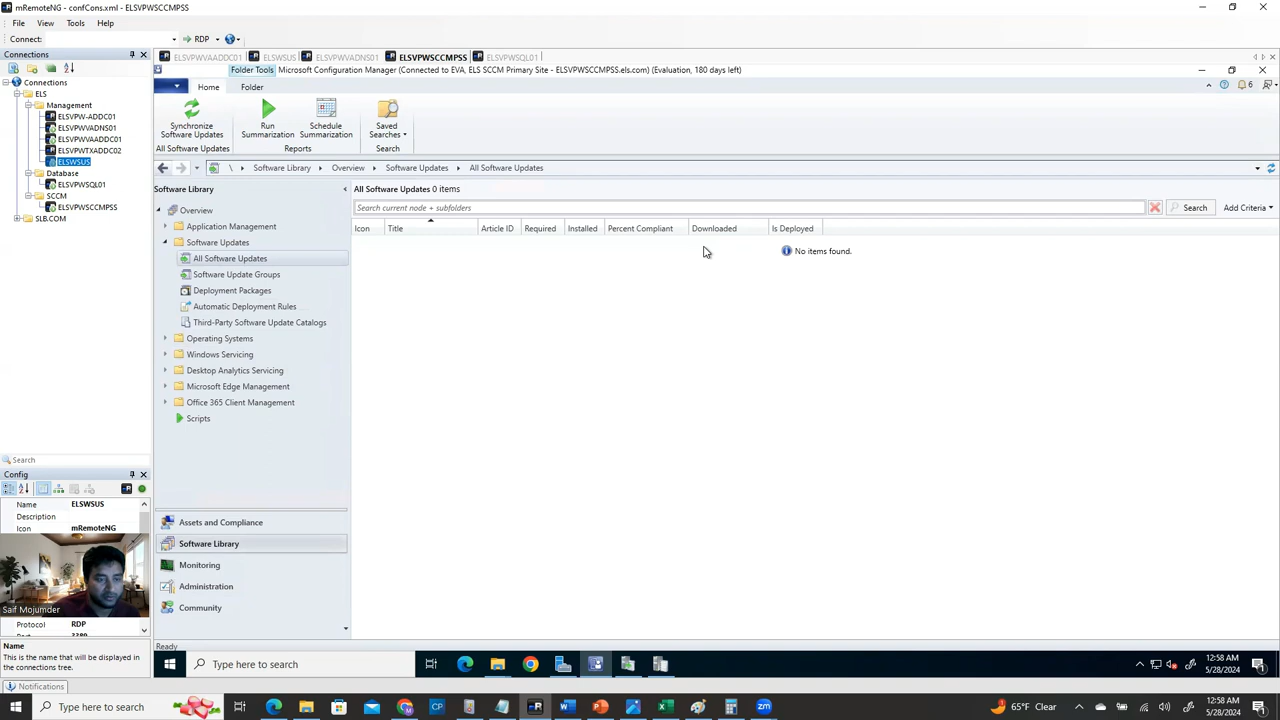 mRemoteNG - confCons.xml - ELSVPWSCCMPSS
File View Tools Help
Connect: RDP
Connections
ELSVPWVAADDC01 ELSWSUS ELSVPWVADNS01 ELSVPWSCCMPSS ELSVPWSQL01
Folder Tools Microsoft Configuration Manager (Connected to EVA, ELS SCCM Primary Site - ELSVPWSCCMPSS.els.com) (Evaluation, 180 days left)
Home Folder
6
Synchronize Software Updates
Run Summarization
Schedule Summarization
Saved Searches
All Software Updates Reports Search
\ Software Library Overview Software Updates All Software Updates
Connections
ELS
Management
ELSVPW-ADDC01
ELSVPWVADNS01
ELSVPWVAADDC01
ELSVPWTXADDC02
ELSWSUS
Database
ELSVPWSQL01
SCCM
ELSVPWSCCMPSS
SLB.COM
Software Library
Overview
Application Management
Software Updates
All Software Updates
Software Update Groups
Deployment Packages
Automatic Deployment Rules
Third-Party Software Update Catalogs
Operating Systems
Windows Servicing
Desktop Analytics Servicing
Microsoft Edge Management
Office 365 Client Management
Scripts
Assets and Compliance
Software Library
Monitoring
Administration
Community
All Software Updates 0 items
Search current node + subfolders Search Add Criteria
Icon Title Article ID Required Installed Percent Compliant Downloaded Is Deployed
No items found.
Search
Config
Name ELSWSUS
Description
Icon mRemoteNG
Saif Mojumder
Protocol RDP
Name
This is the name that will be displayed in the connections tree.
Notifications
Ready
Type here to search
12:58 AM
5/28/2024
1
Type here to search
65°F Clear
12:58 AM
5/28/2024
1